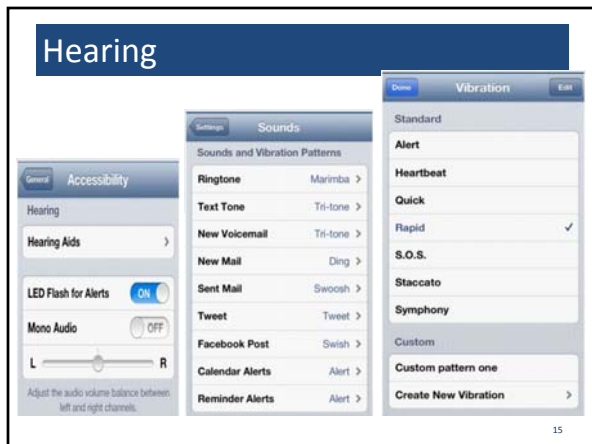 Hearing
General Accessibility
Hearing
Hearing Aids
LED Flash for Alerts ON
Mono Audio OFF
L R
Adjust the audio volume balance between
left and right channels.
Settings Sounds
Sounds and Vibration Patterns
Ringtone Marimba
Text Tone Tri-tone
New Voicemail Tri-tone
New Mail Ding
Sent Mail Swoosh
Tweet Tweet
Facebook Post Swish
Calendar Alerts Alert
Reminder Alerts Alert
Done Vibration Edit
Standard
Alert
Heartbeat
Quick
Rapid ✓
S.O.S.
Staccato
Symphony
Custom
Custom pattern one
Create New Vibration
15